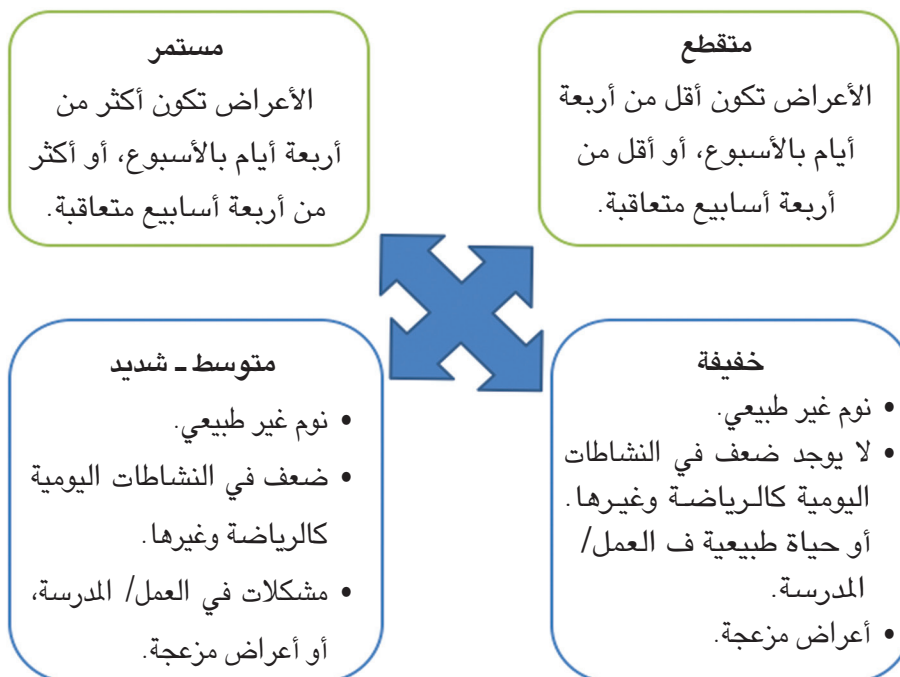 متقطع
الأعراض تكون أقل من أربعة
أيام بالأسبوع، أو أقل من
أربعة أسابيع متعاقبة.
مستمر
الأعراض تكون أكثر من
أربعة أيام بالأسبوع، أو أكثر
من أربعة أسابيع متعاقبة.
خفيفة
• نوم غير طبيعي.
• لا يوجد ضعف في النشاطات
اليومية كالرياضة وغيرها.
أو حياة طبيعية ف العمل/
المدرسة.
• أعراض مزعجة.
متوسط ـ شديد
• نوم غير طبيعي.
• ضعف في النشاطات اليومية
كالرياضة وغيرها.
• مشكلات في العمل/ المدرسة،
أو أعراض مزعجة.